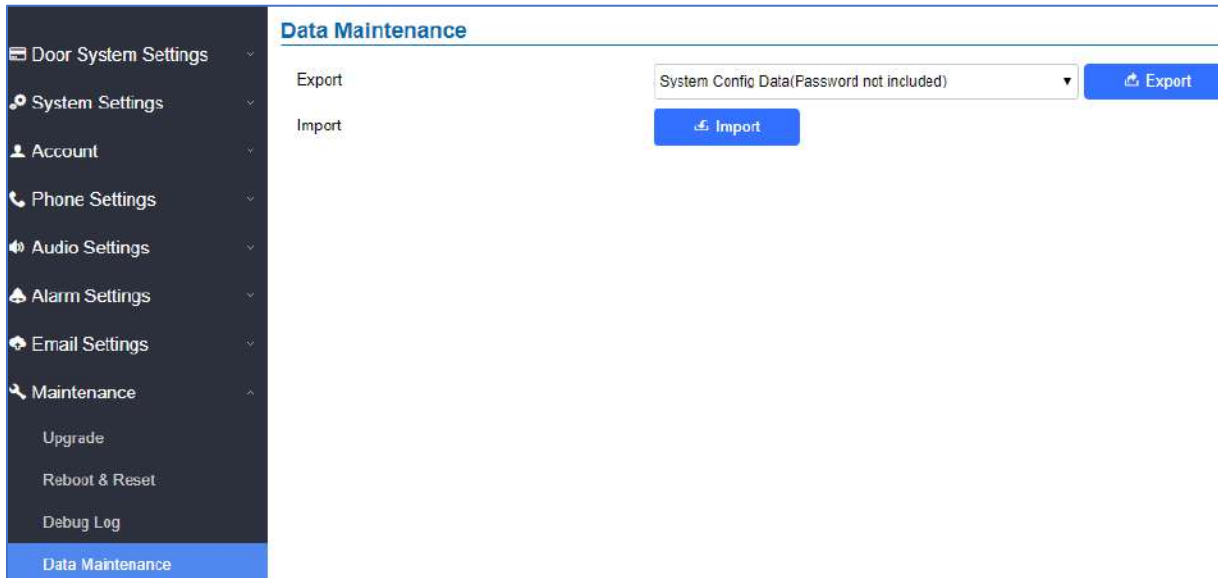 Door System Settings
System Settings
Account
Phone Settings
Audio Settings
Alarm Settings
Email Settings
Maintenance
Upgrade
Reboot & Reset
Debug Log
Data Maintenance
Data Maintenance
Export
System Config Data(Password not included)
Export
Import
Import